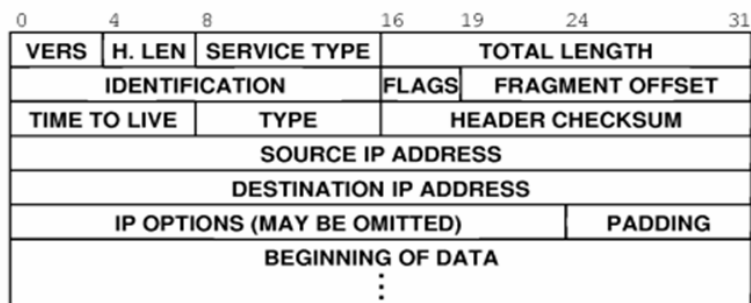 0 4 8 16 19 24 31
VERS H. LEN SERVICE TYPE TOTAL LENGTH
IDENTIFICATION FLAGS FRAGMENT OFFSET
TIME TO LIVE TYPE HEADER CHECKSUM
SOURCE IP ADDRESS
DESTINATION IP ADDRESS
IP OPTIONS (MAY BE OMITTED) PADDING
BEGINNING OF DATA